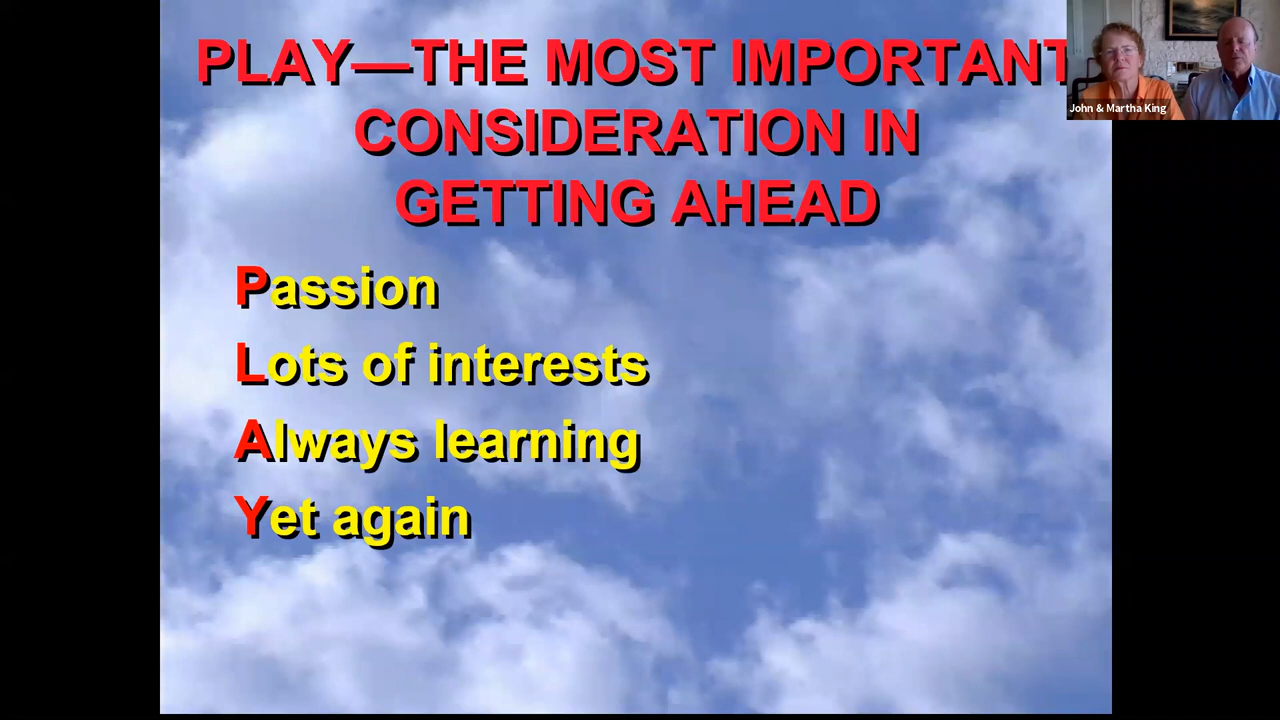 PLAY—THE MOST IMPORTANT
CONSIDERATION IN
GETTING AHEAD
John & Martha King
Passion
Lots of interests
Always learning
Yet again